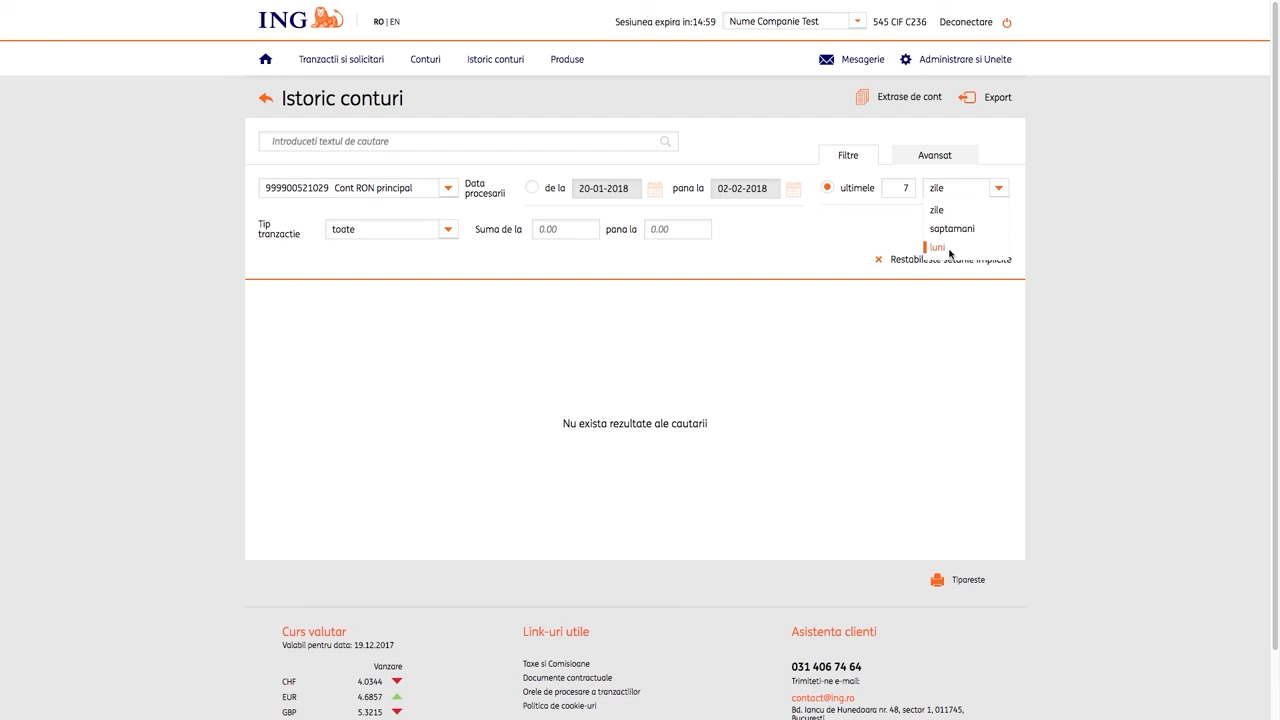 ING
RO | EN
Sesiunea expira in:14:59
Nume Companie Test
545 CIF C236
Deconectare
Tranzactii si solicitari
Conturi
Istoric conturi
Produse
Mesagerie
Administrare si Unelte
Istoric conturi
Extrase de cont
Export
Introduceti textul de cautare
Filtre
Avansat
999900521029 Cont RON principal
Data
procesarii
de la
20-01-2018
pana la
02-02-2018
ultimele
7
zile
zile
saptamani
luni
Tip
tranzactie
toate
Suma de la
0.00
pana la
0.00
Restabileste setarile implicite
Nu exista rezultate ale cautarii
Tipareste
Curs valutar
Valabil pentru data: 19.12.2017
Vanzare
CHF 4.0344
EUR 4.6857
GBP 5.3215
Link-uri utile
Taxe si Comisioane
Documente contractuale
Orele de procesare a tranzactiilor
Politica de cookie-uri
Asistenta clienti
031 406 74 64
Trimiteti-ne e-mail:
contact@ing.ro
Bd. Iancu de Hunedoara nr. 48, sector 1, 011745,
Bucuresti